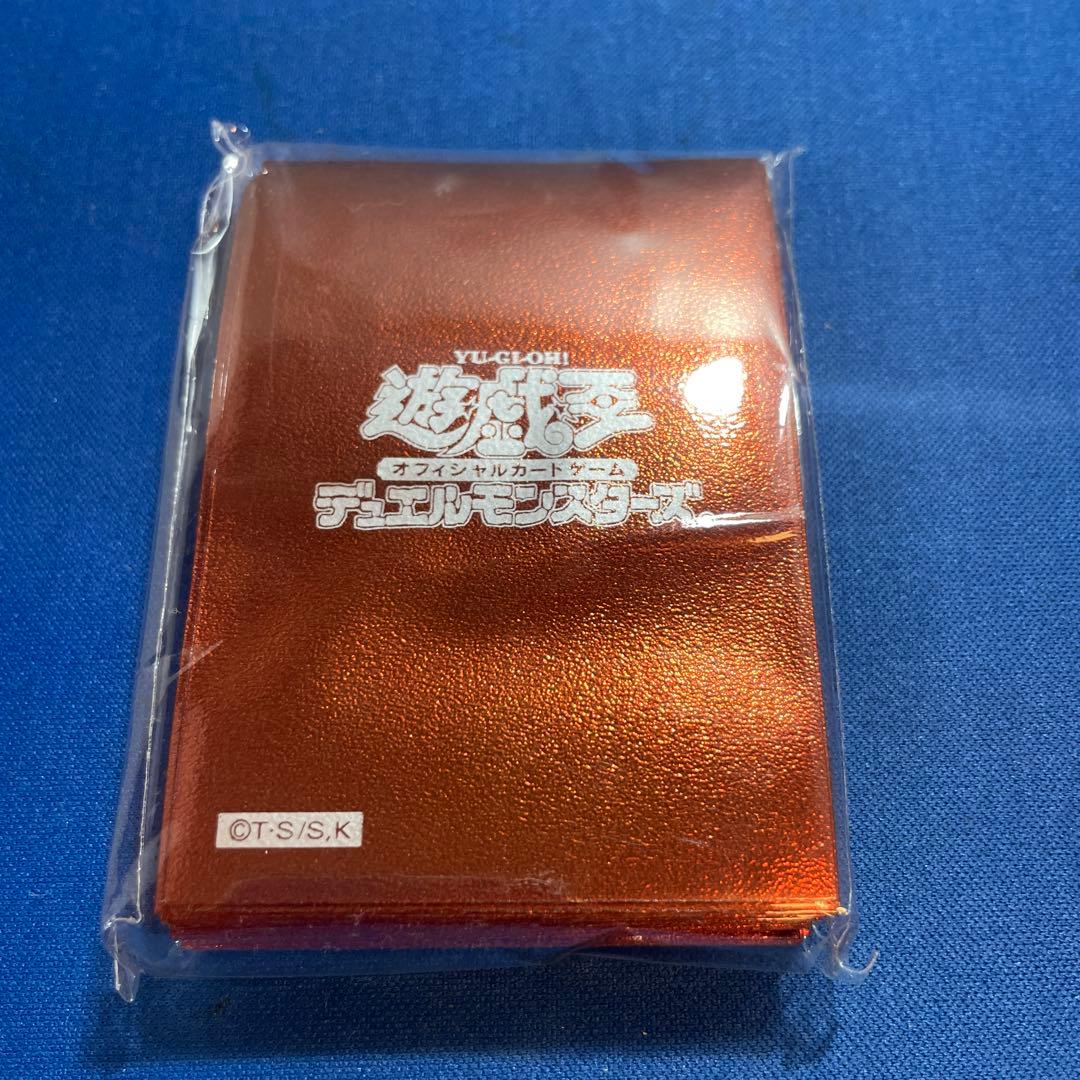 YU-GI-OH!
遊戯王
オフィシャルカードゲーム
デュエルモンスターズ
©T·S/S,K